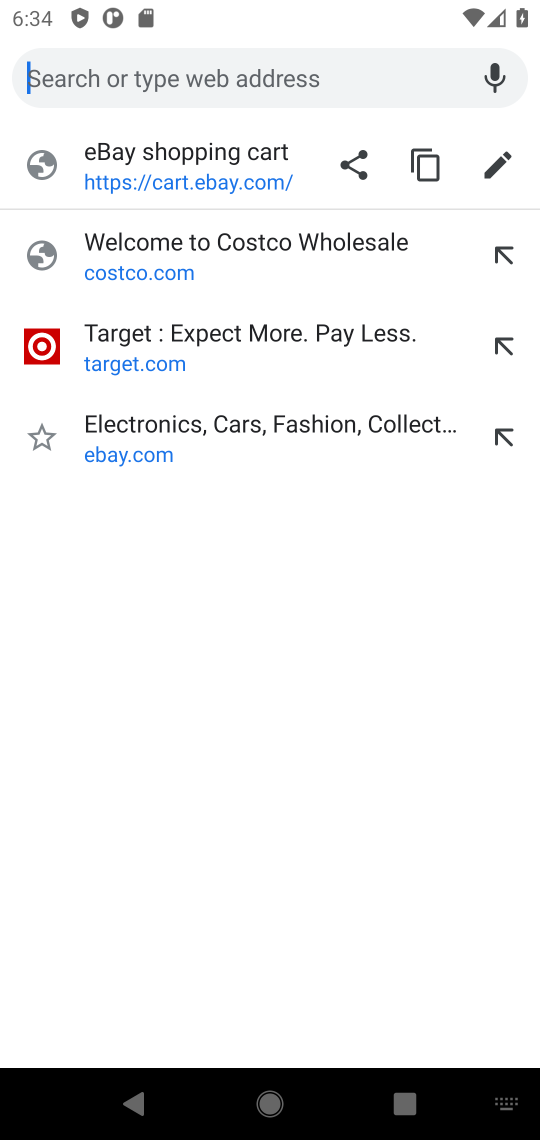 6:34
Search or type web address
eBay shopping cart
https://cart.ebay.com/
Welcome to Costco Wholesale
costco.com
Target : Expect More. Pay Less.
target.com
Electronics, Cars, Fashion, Collect...
ebay.com